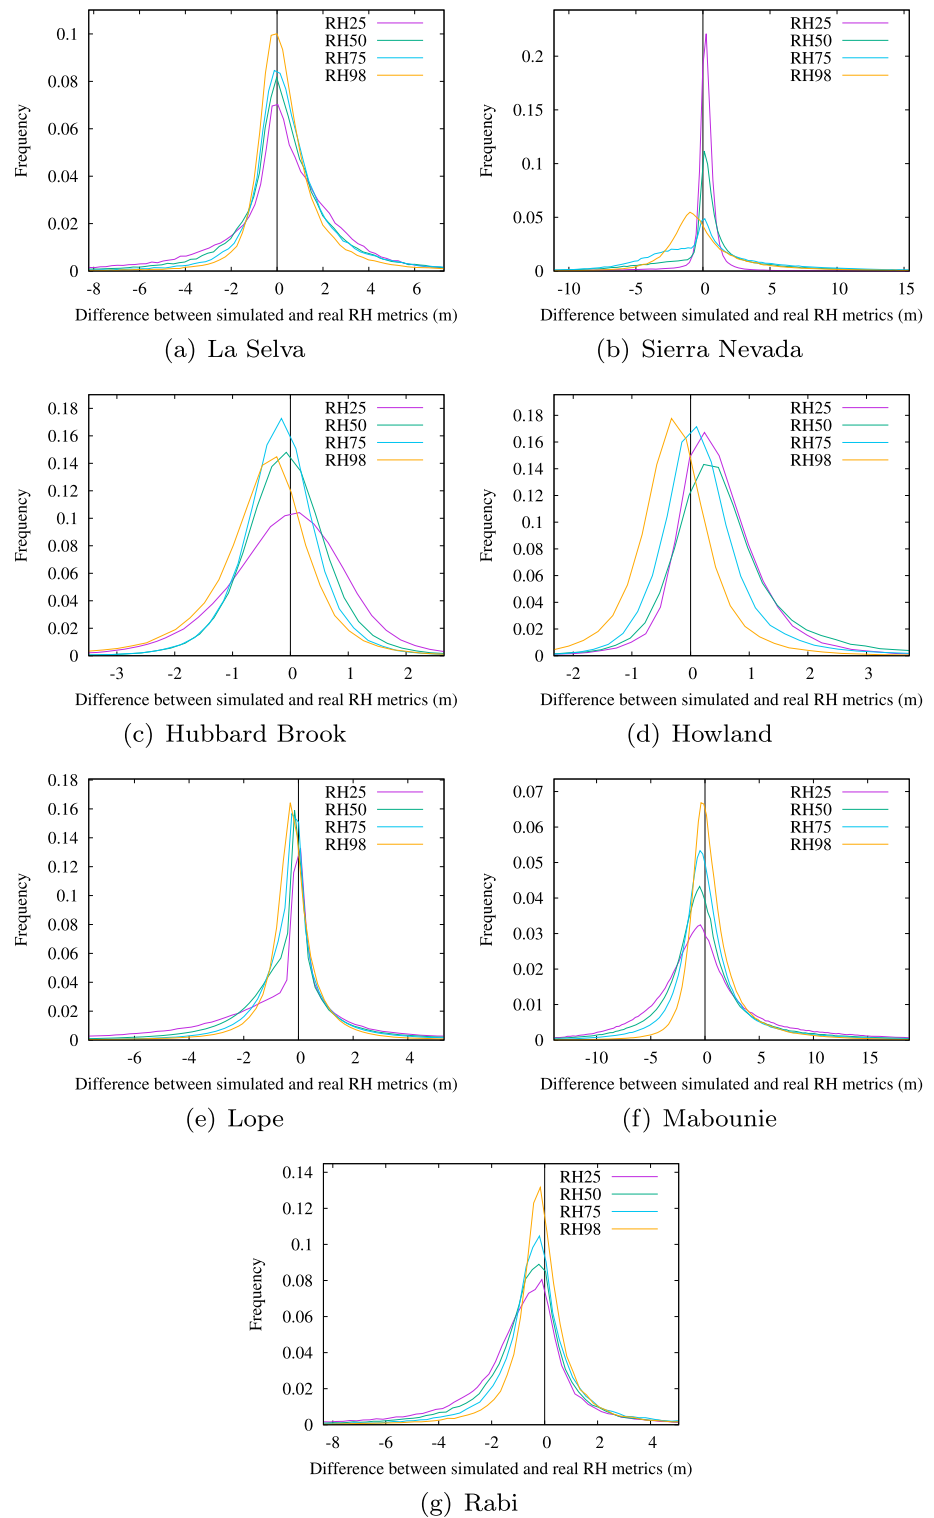 0.1
0.08
0.06
0.04
0.02
0
-8 -6 -4 -2 0 2 4 6
Frequency
Difference between simulated and real RH metrics (m)
RH25
RH50
RH75
RH98
(a) La Selva
0.2
0.15
0.1
0.05
0
-10 -5 0 5 10 15
Frequency
Difference between simulated and real RH metrics (m)
RH25
RH50
RH75
RH98
(b) Sierra Nevada
0.18
0.16
0.14
0.12
0.1
0.08
0.06
0.04
0.02
0
-3 -2 -1 0 1 2
Frequency
Difference between simulated and real RH metrics (m)
RH25
RH50
RH75
RH98
(c) Hubbard Brook
0.18
0.16
0.14
0.12
0.1
0.08
0.06
0.04
0.02
0
-2 -1 0 1 2 3
Frequency
Difference between simulated and real RH metrics (m)
RH25
RH50
RH75
RH98
(d) Howland
0.18
0.16
0.14
0.12
0.1
0.08
0.06
0.04
0.02
0
-6 -4 -2 0 2 4
Frequency
Difference between simulated and real RH metrics (m)
RH25
RH50
RH75
RH98
(e) Lope
0.07
0.06
0.05
0.04
0.03
0.02
0.01
0
-10 -5 0 5 10 15
Frequency
Difference between simulated and real RH metrics (m)
RH25
RH50
RH75
RH98
(f) Mabounie
0.14
0.12
0.1
0.08
0.06
0.04
0.02
0
-8 -6 -4 -2 0 2 4
Frequency
Difference between simulated and real RH metrics (m)
RH25
RH50
RH75
RH98
(g) Rabi